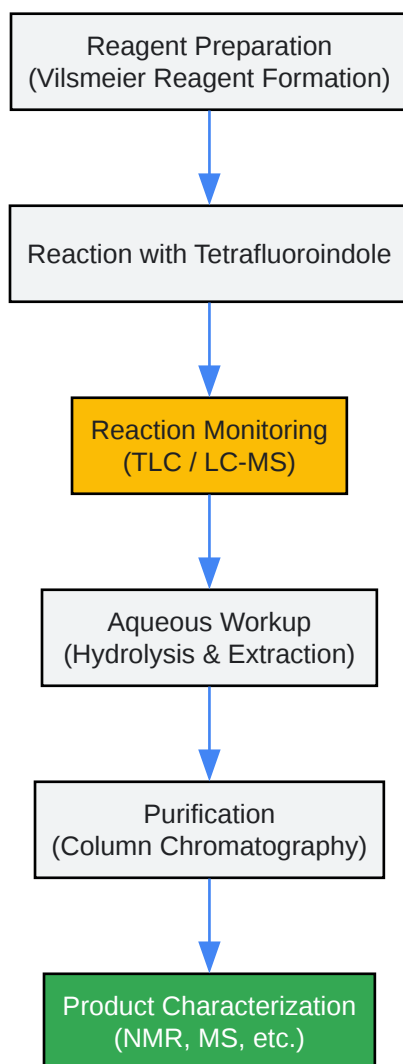 Reagent Preparation
(Vilsmeier Reagent Formation)
Reaction with Tetrafluoroindole
Reaction Monitoring
(TLC / LC-MS)
Aqueous Workup
(Hydrolysis & Extraction)
Purification
(Column Chromatography)
Product Characterization
(NMR, MS, etc.)